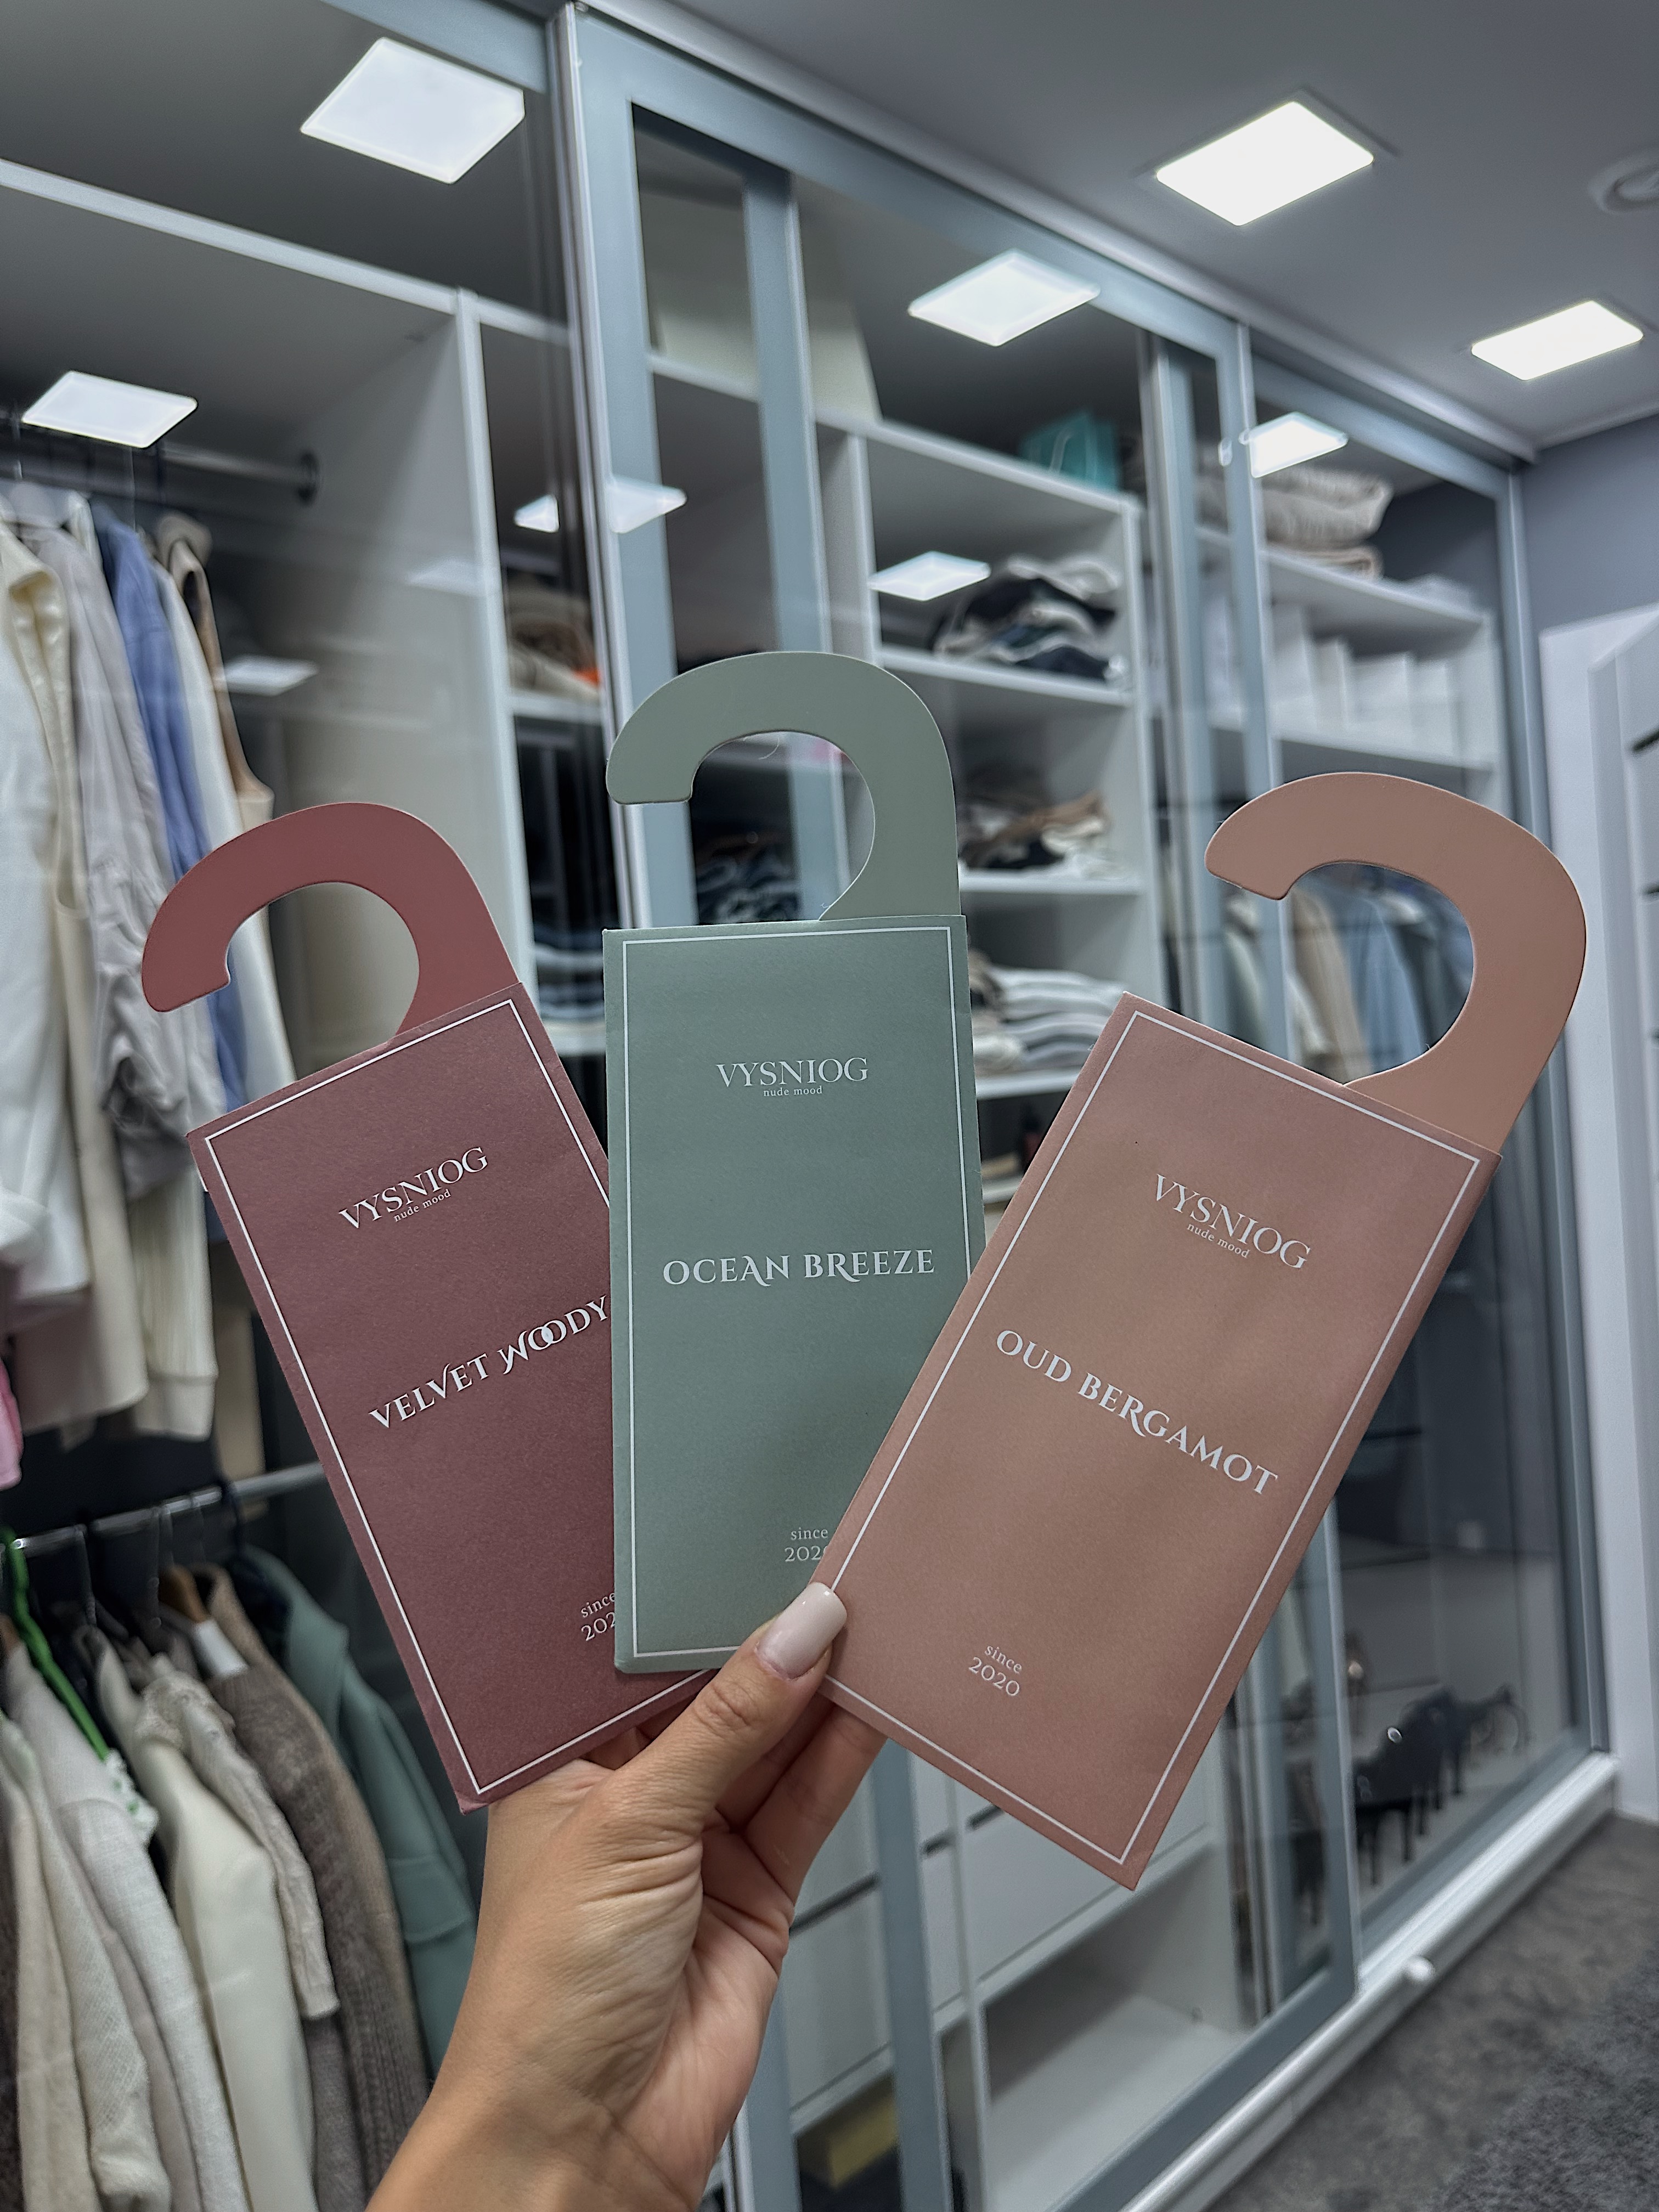 VYSNIOG
nude mood
VELVET WOODY
since
VYSNIOG
nude mood
OCEAN BREEZE
since
VYSNIOG
nude mood
OUD BERGAMOT
since
2020